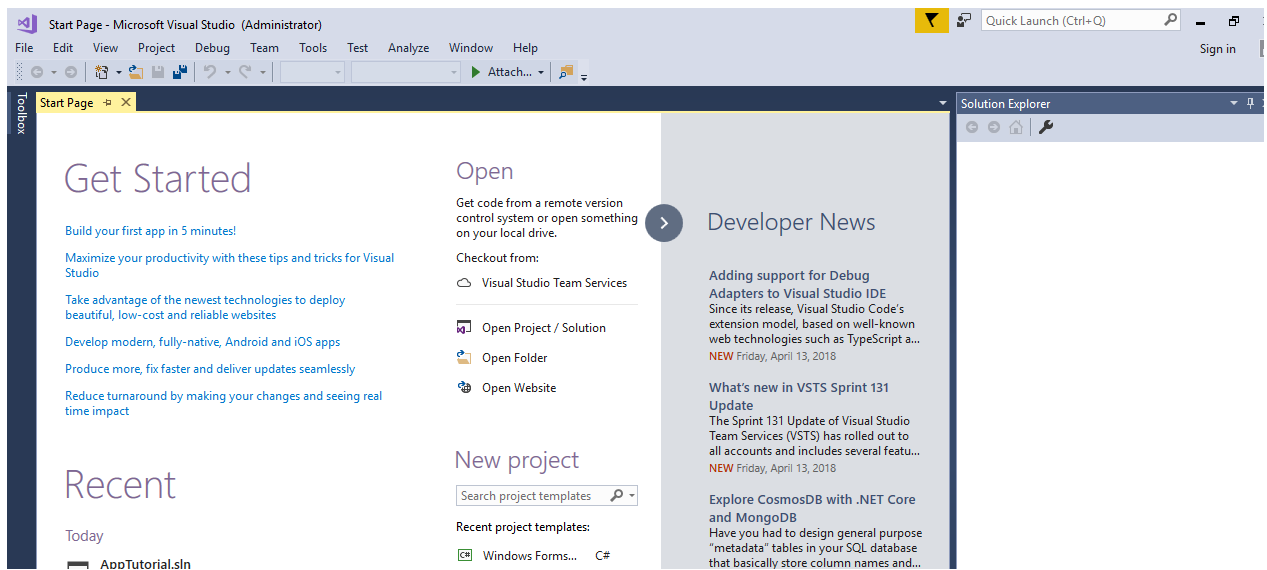 Start Page - Microsoft Visual Studio (Administrator)
Quick Launch (Ctrl+Q)
File Edit View Project Debug Team Tools Test Analyze Window Help
Sign in
Attach...
Toolbox
Start Page
Get Started
Build your first app in 5 minutes!
Maximize your productivity with these tips and tricks for Visual
Studio
Take advantage of the newest technologies to deploy
beautiful, low-cost and reliable websites
Develop modern, fully-native, Android and iOS apps
Produce more, fix faster and deliver updates seamlessly
Reduce turnaround by making your changes and seeing real
time impact
Recent
Today
AppTutorial.sln
Open
Get code from a remote version
control system or open something
on your local drive.
Checkout from:
Visual Studio Team Services
Open Project / Solution
Open Folder
Open Website
New project
Search project templates
Recent project templates:
C# Windows Forms... C#
Developer News
Adding support for Debug
Adapters to Visual Studio IDE
Since its release, Visual Studio Code's
extension model, based on well-known
web technologies such as TypeScript a...
NEW Friday, April 13, 2018
What's new in VSTS Sprint 131
Update
The Sprint 131 Update of Visual Studio
Team Services (VSTS) has rolled out to
all accounts and includes several featu...
NEW Friday, April 13, 2018
Explore CosmosDB with .NET Core
and MongoDB
Have you had to design general purpose
"metadata" tables in your SQL database
that basically store column names and...
Solution Explorer